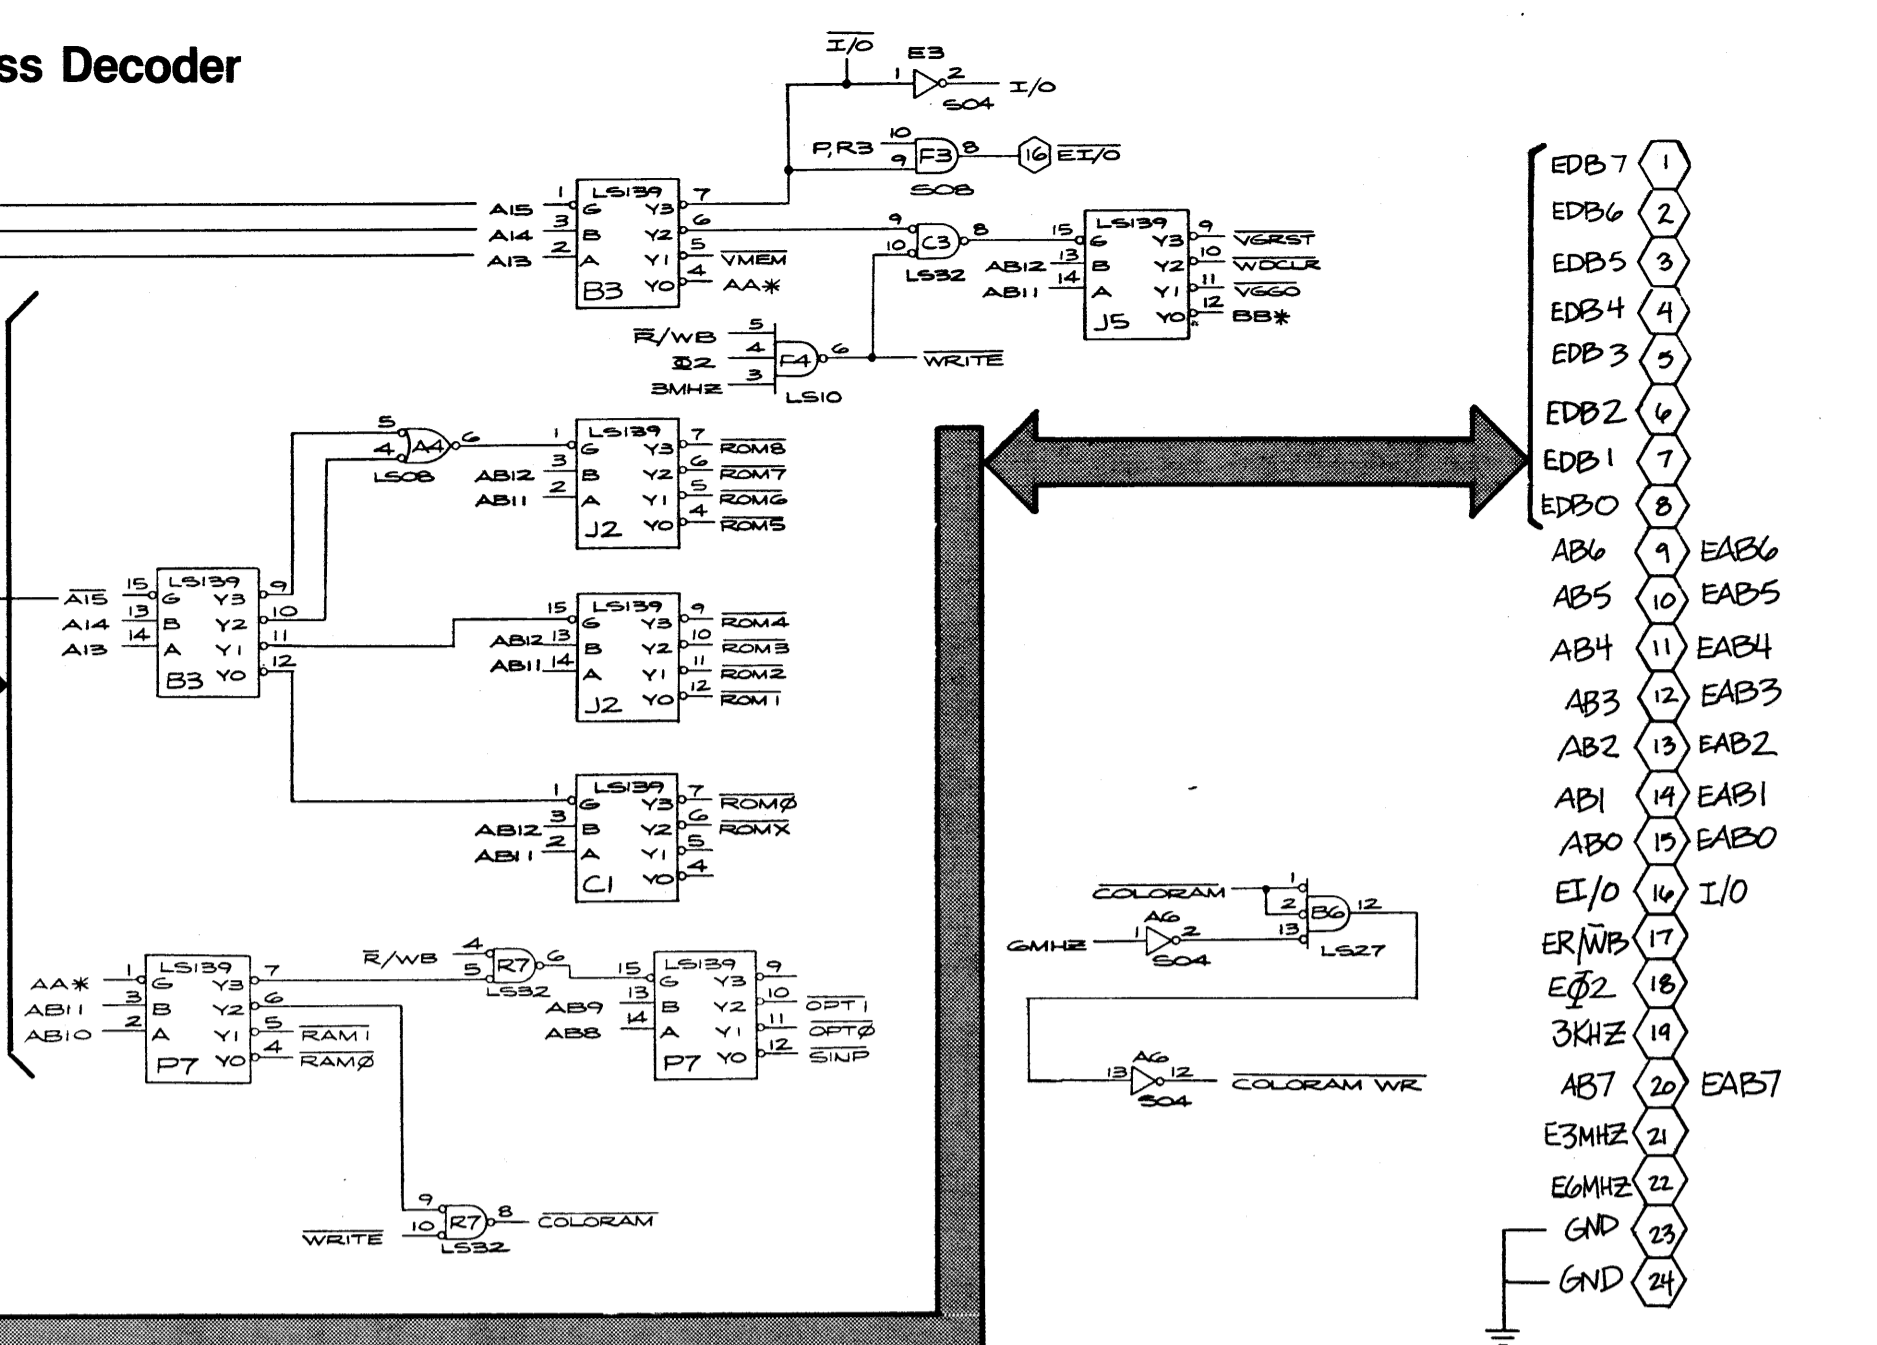 ss Decoder
I/O
E3
1 2 I/O
S04
P,R3 10 9 F3 8 16 EI/O
S08
LS139
A15 1 G Y3 7
A14 3 B Y2 6
A13 2 A Y1 5 VMEM
B3 Y0 4 AA*
9 10 C3 8
LS32
LS139
15 G Y3 9 VGRST
AB12 13 B Y2 10 WDCLR
AB11 14 A Y1 11 VGGO
J5 Y0 12 BB*
R/WB 5
Φ2 4 F4 6 WRITE
3MHZ 3
LS10
5 4 A4 6
LS08
LS139
1 G Y3 7 ROM8
AB12 3 B Y2 6 ROM7
AB11 2 A Y1 5 ROM6
J2 Y0 4 ROM5
LS139
A15 15 G Y3 9
A14 13 B Y2 10
A13 14 A Y1 11
B3 Y0 12
LS139
15 G Y3 9 ROM4
AB12 13 B Y2 10 ROM3
AB11 14 A Y1 11 ROM2
J2 Y0 12 ROM1
LS139
1 G Y3 7 ROMØ
AB12 3 B Y2 6 ROMX
AB11 2 A Y1 5
C1 Y0 4
LS139
AA* 1 G Y3 7
AB11 3 B Y2 6
AB10 2 A Y1 5 RAM1
P7 Y0 4 RAMØ
R/WB 4 5 R7 6
LS32
LS139
15 G Y3 9
AB9 13 B Y2 10 OPT1
AB8 14 A Y1 11 OPTØ
P7 Y0 12 SINP
9
WRITE 10 R7 8 COLORAM
LS32
COLORAM 1
2 B6 12
A6
6MHZ 1 2 13
S04 LS27
A6
13 12 COLORAM WR
S04
EDB7 1
EDB6 2
EDB5 3
EDB4 4
EDB3 5
EDB2 6
EDB1 7
EDB0 8
AB6 9 EAB6
AB5 10 EAB5
AB4 11 EAB4
AB3 12 EAB3
AB2 13 EAB2
AB1 14 EAB1
AB0 15 EAB0
EI/O 16 I/O
ER/WB 17
EΦ2 18
3KHZ 19
AB7 20 EAB7
E3MHZ 21
E6MHZ 22
GND 23
GND 24